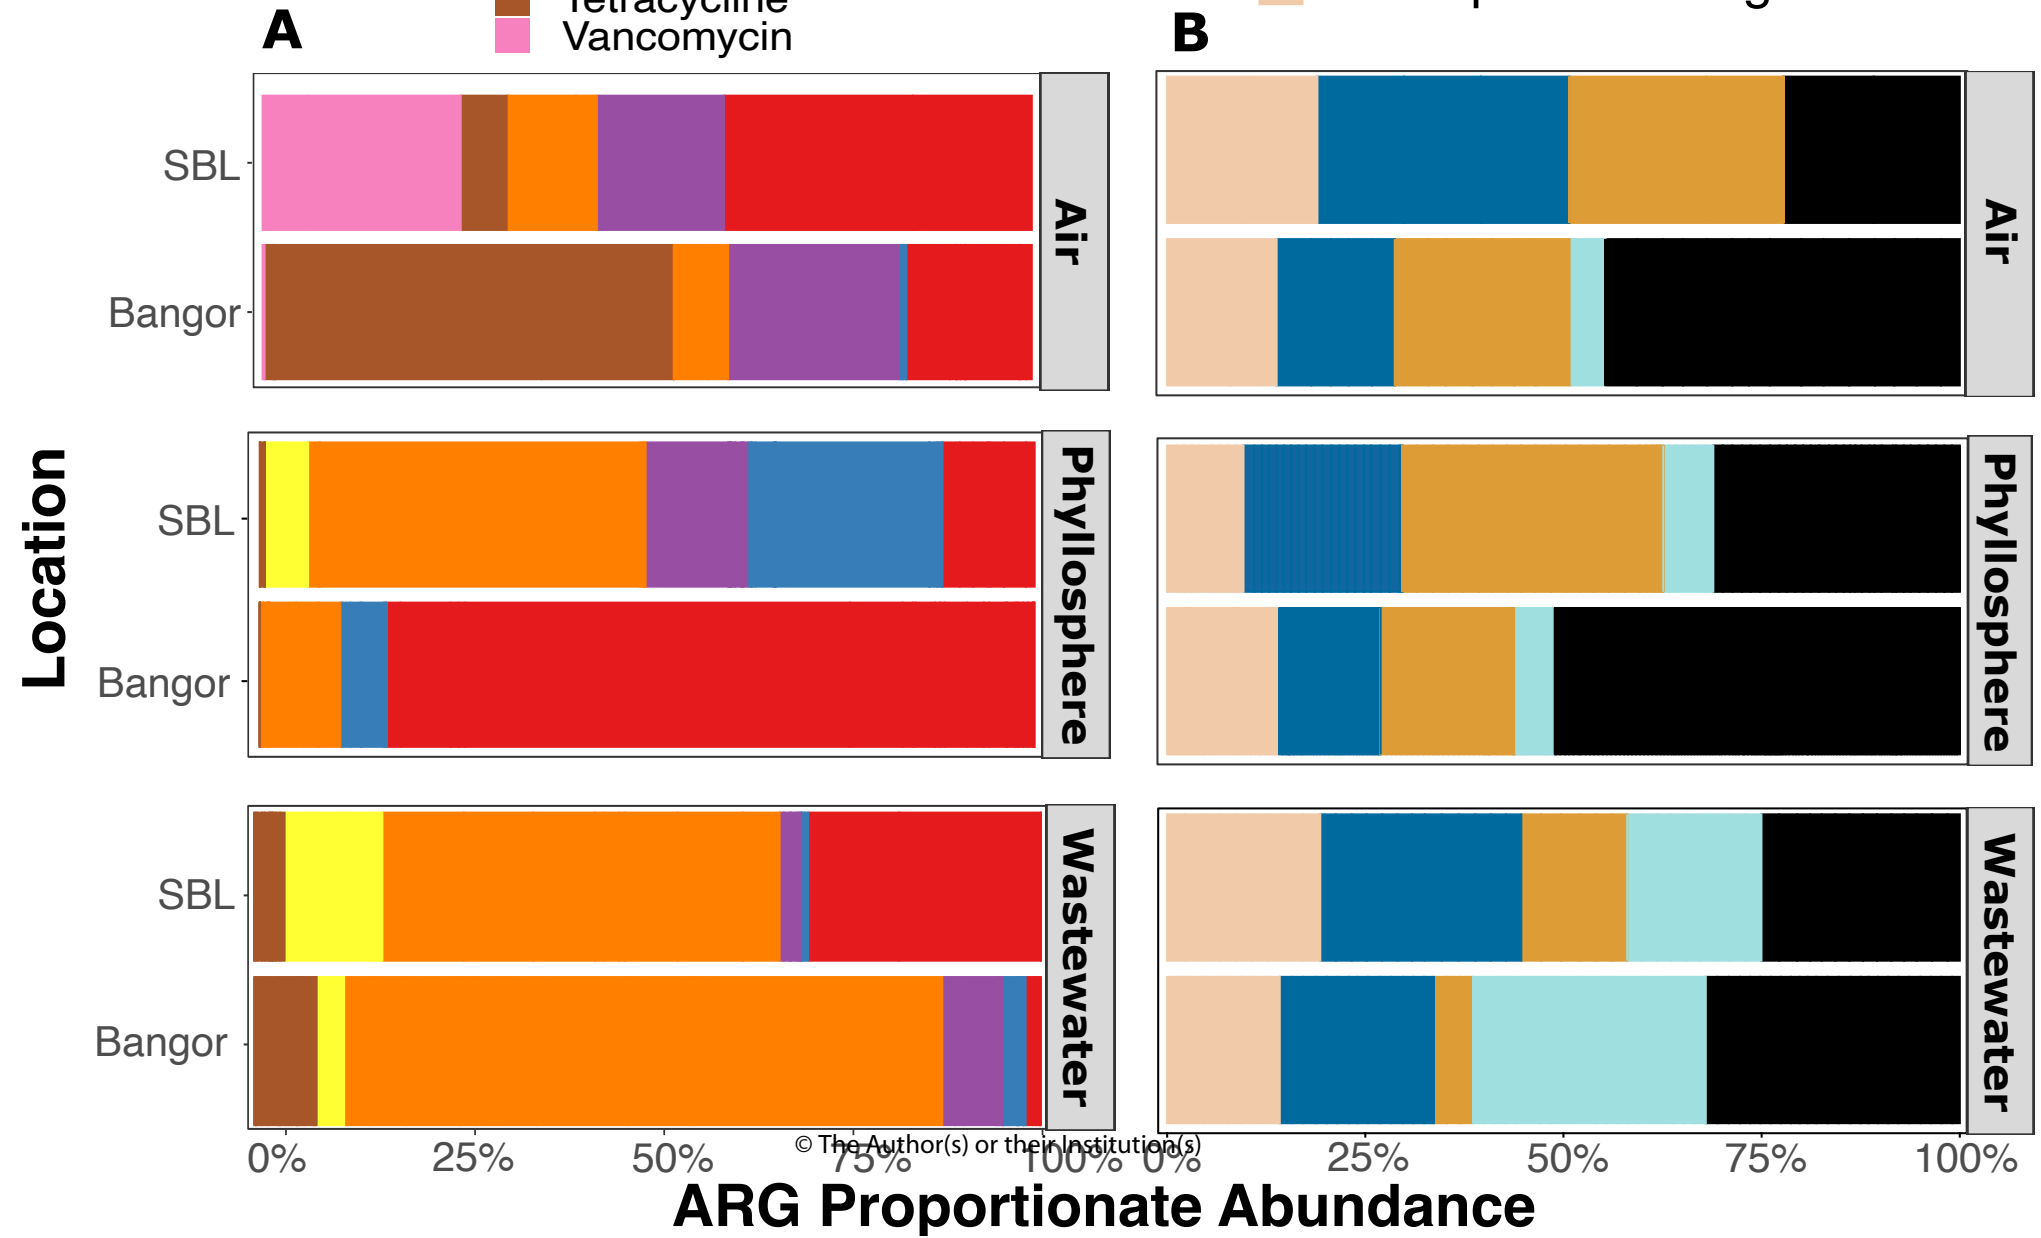 Tetracycline
A
Vancomycin
B
SBL
Bangor
Air
Air
Location
SBL
Bangor
Phyllosphere
Phyllosphere
SBL
Bangor
Wastewater
Wastewater
0% 25% 50% 75% 100%
0% 25% 50% 75% 100%
© The Author(s) or their Institution(s)
ARG Proportionate Abundance